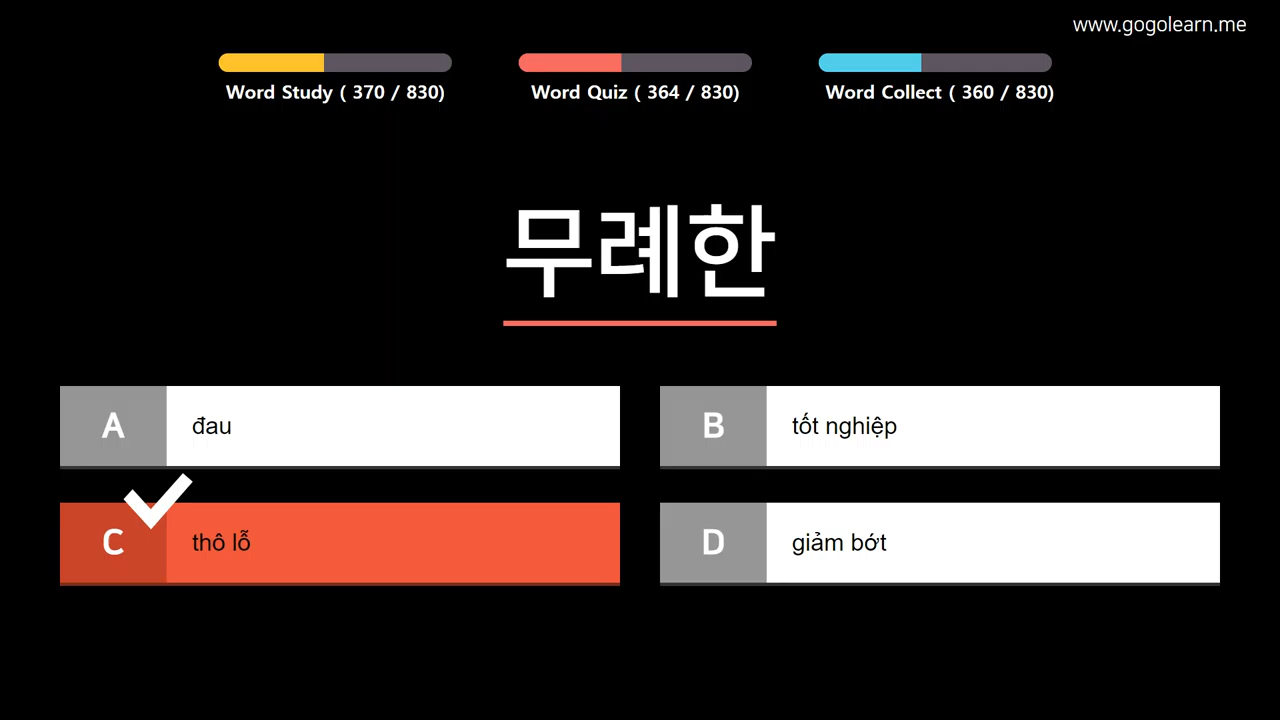 www.gogolearn.me
Word Study ( 370 / 830)
Word Quiz ( 364 / 830)
Word Collect ( 360 / 830)
무례한
A đau
B tốt nghiệp
C thô lỗ
D giảm bớt